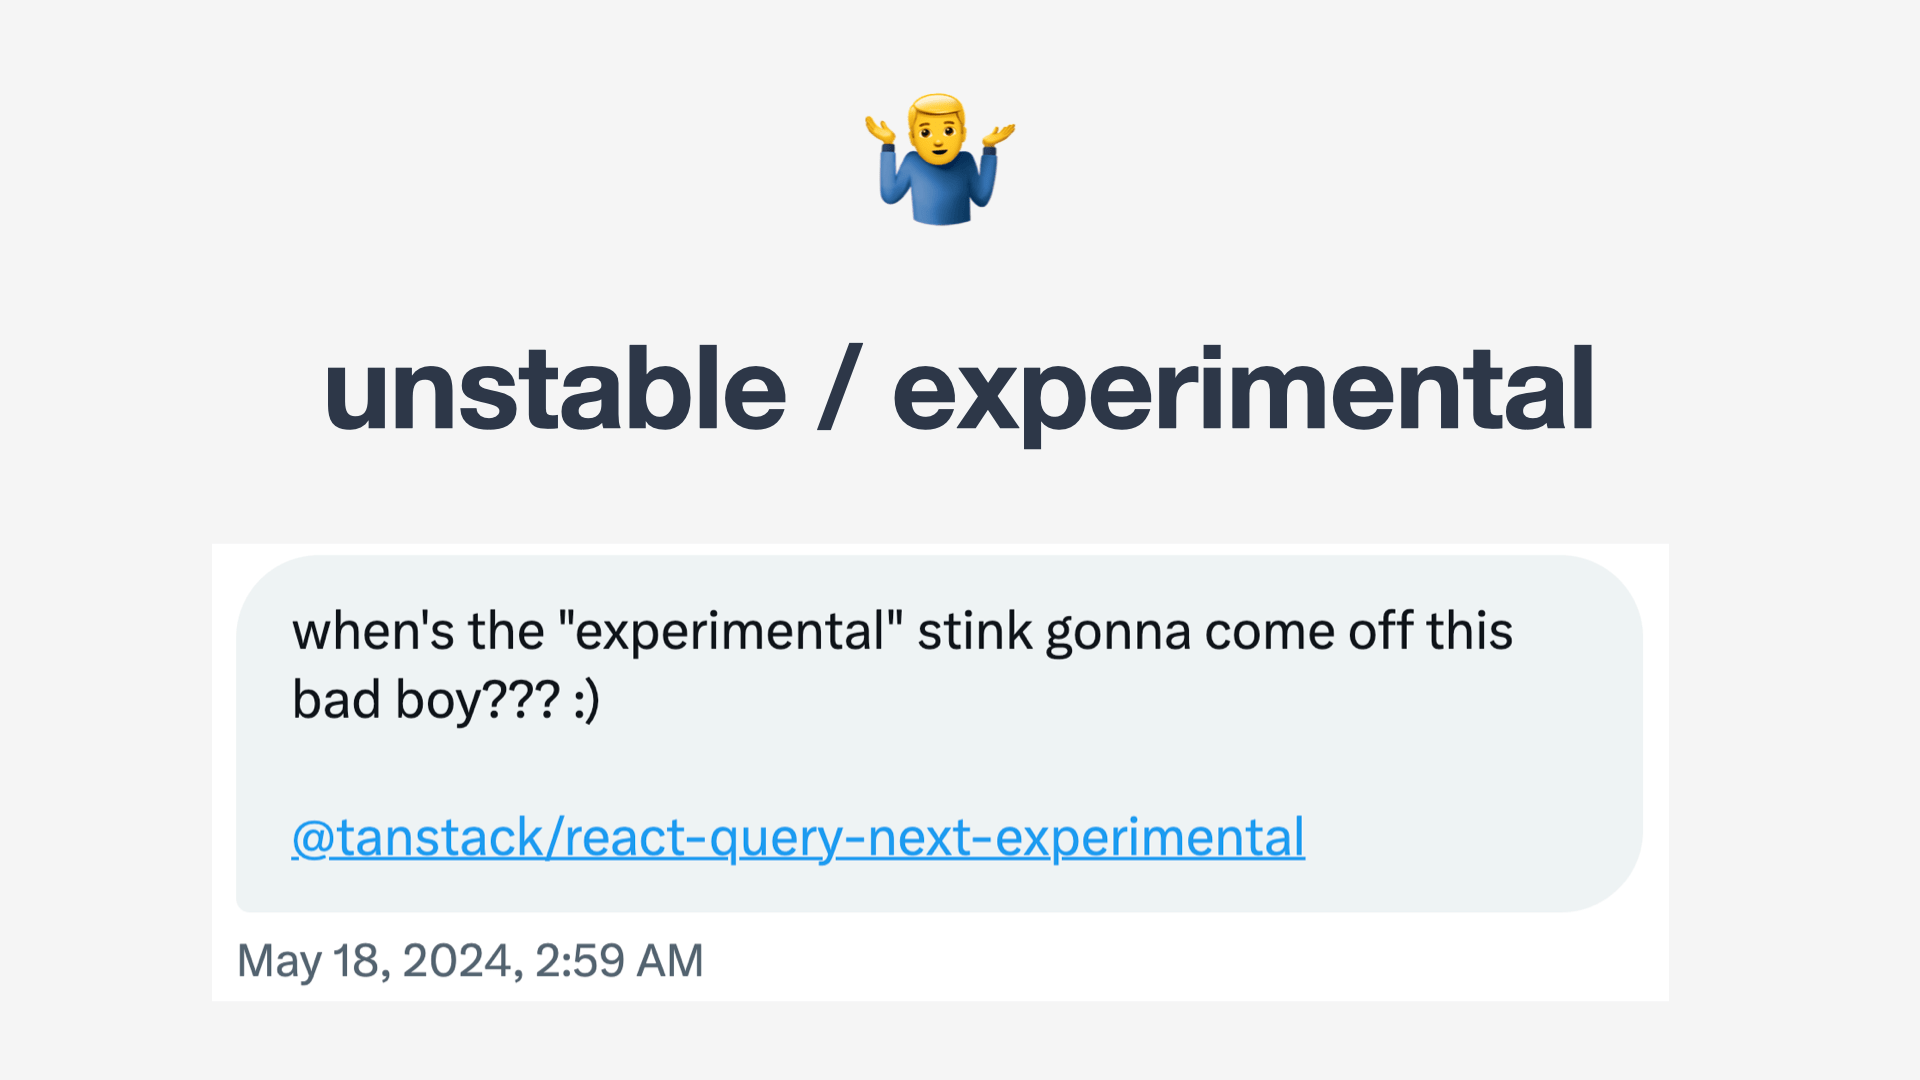 unstable / experimental
when's the "experimental" stink gonna come off this
bad boy??? :)
@tanstack/react-query-next-experimental
May 18, 2024, 2:59 AM